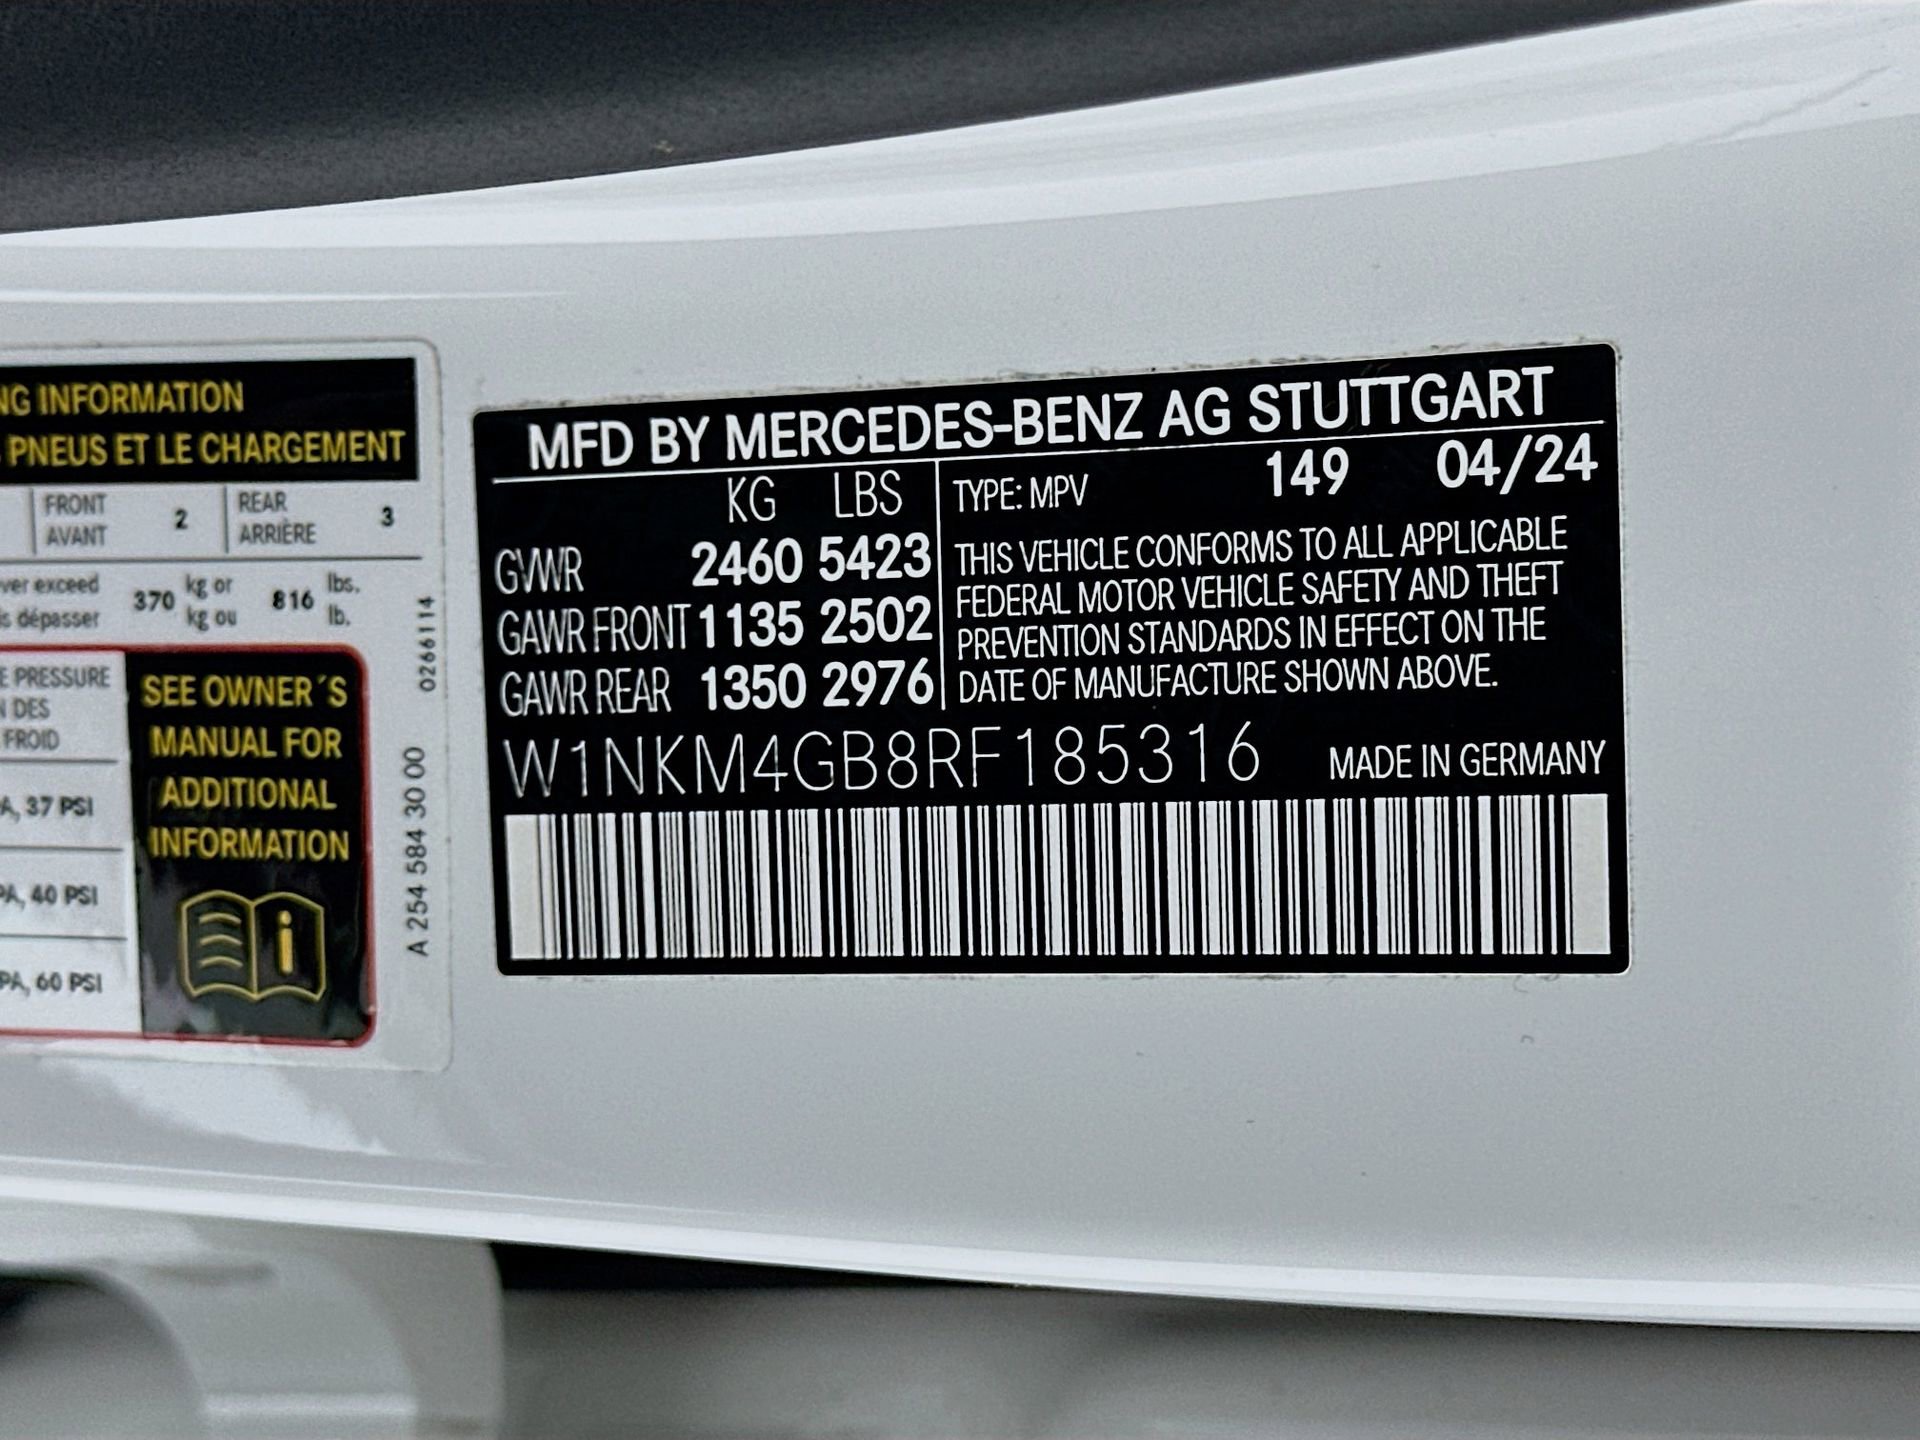 NG INFORMATION
PNEUS ET LE CHARGEMENT
FRONT
AVANT
2
REAR
ARRIÈRE
3
ver exceed
s dépasser
370
kg or
kg ou
816
lbs.
lb.
E PRESSURE
N DES
FROID
A, 37 PSI
PA, 40 PSI
PA, 60 PSI
SEE OWNER´S
MANUAL FOR
ADDITIONAL
INFORMATION
i
0266114
A 254 584 30 00
MFD BY MERCEDES-BENZ AG STUTTGART
KG LBS
GVWR 2460 5423
GAWR FRONT 1135 2502
GAWR REAR 1350 2976
TYPE: MPV 149 04/24
THIS VEHICLE CONFORMS TO ALL APPLICABLE
FEDERAL MOTOR VEHICLE SAFETY AND THEFT
PREVENTION STANDARDS IN EFFECT ON THE
DATE OF MANUFACTURE SHOWN ABOVE.
W1NKM4GB8RF185316 MADE IN GERMANY